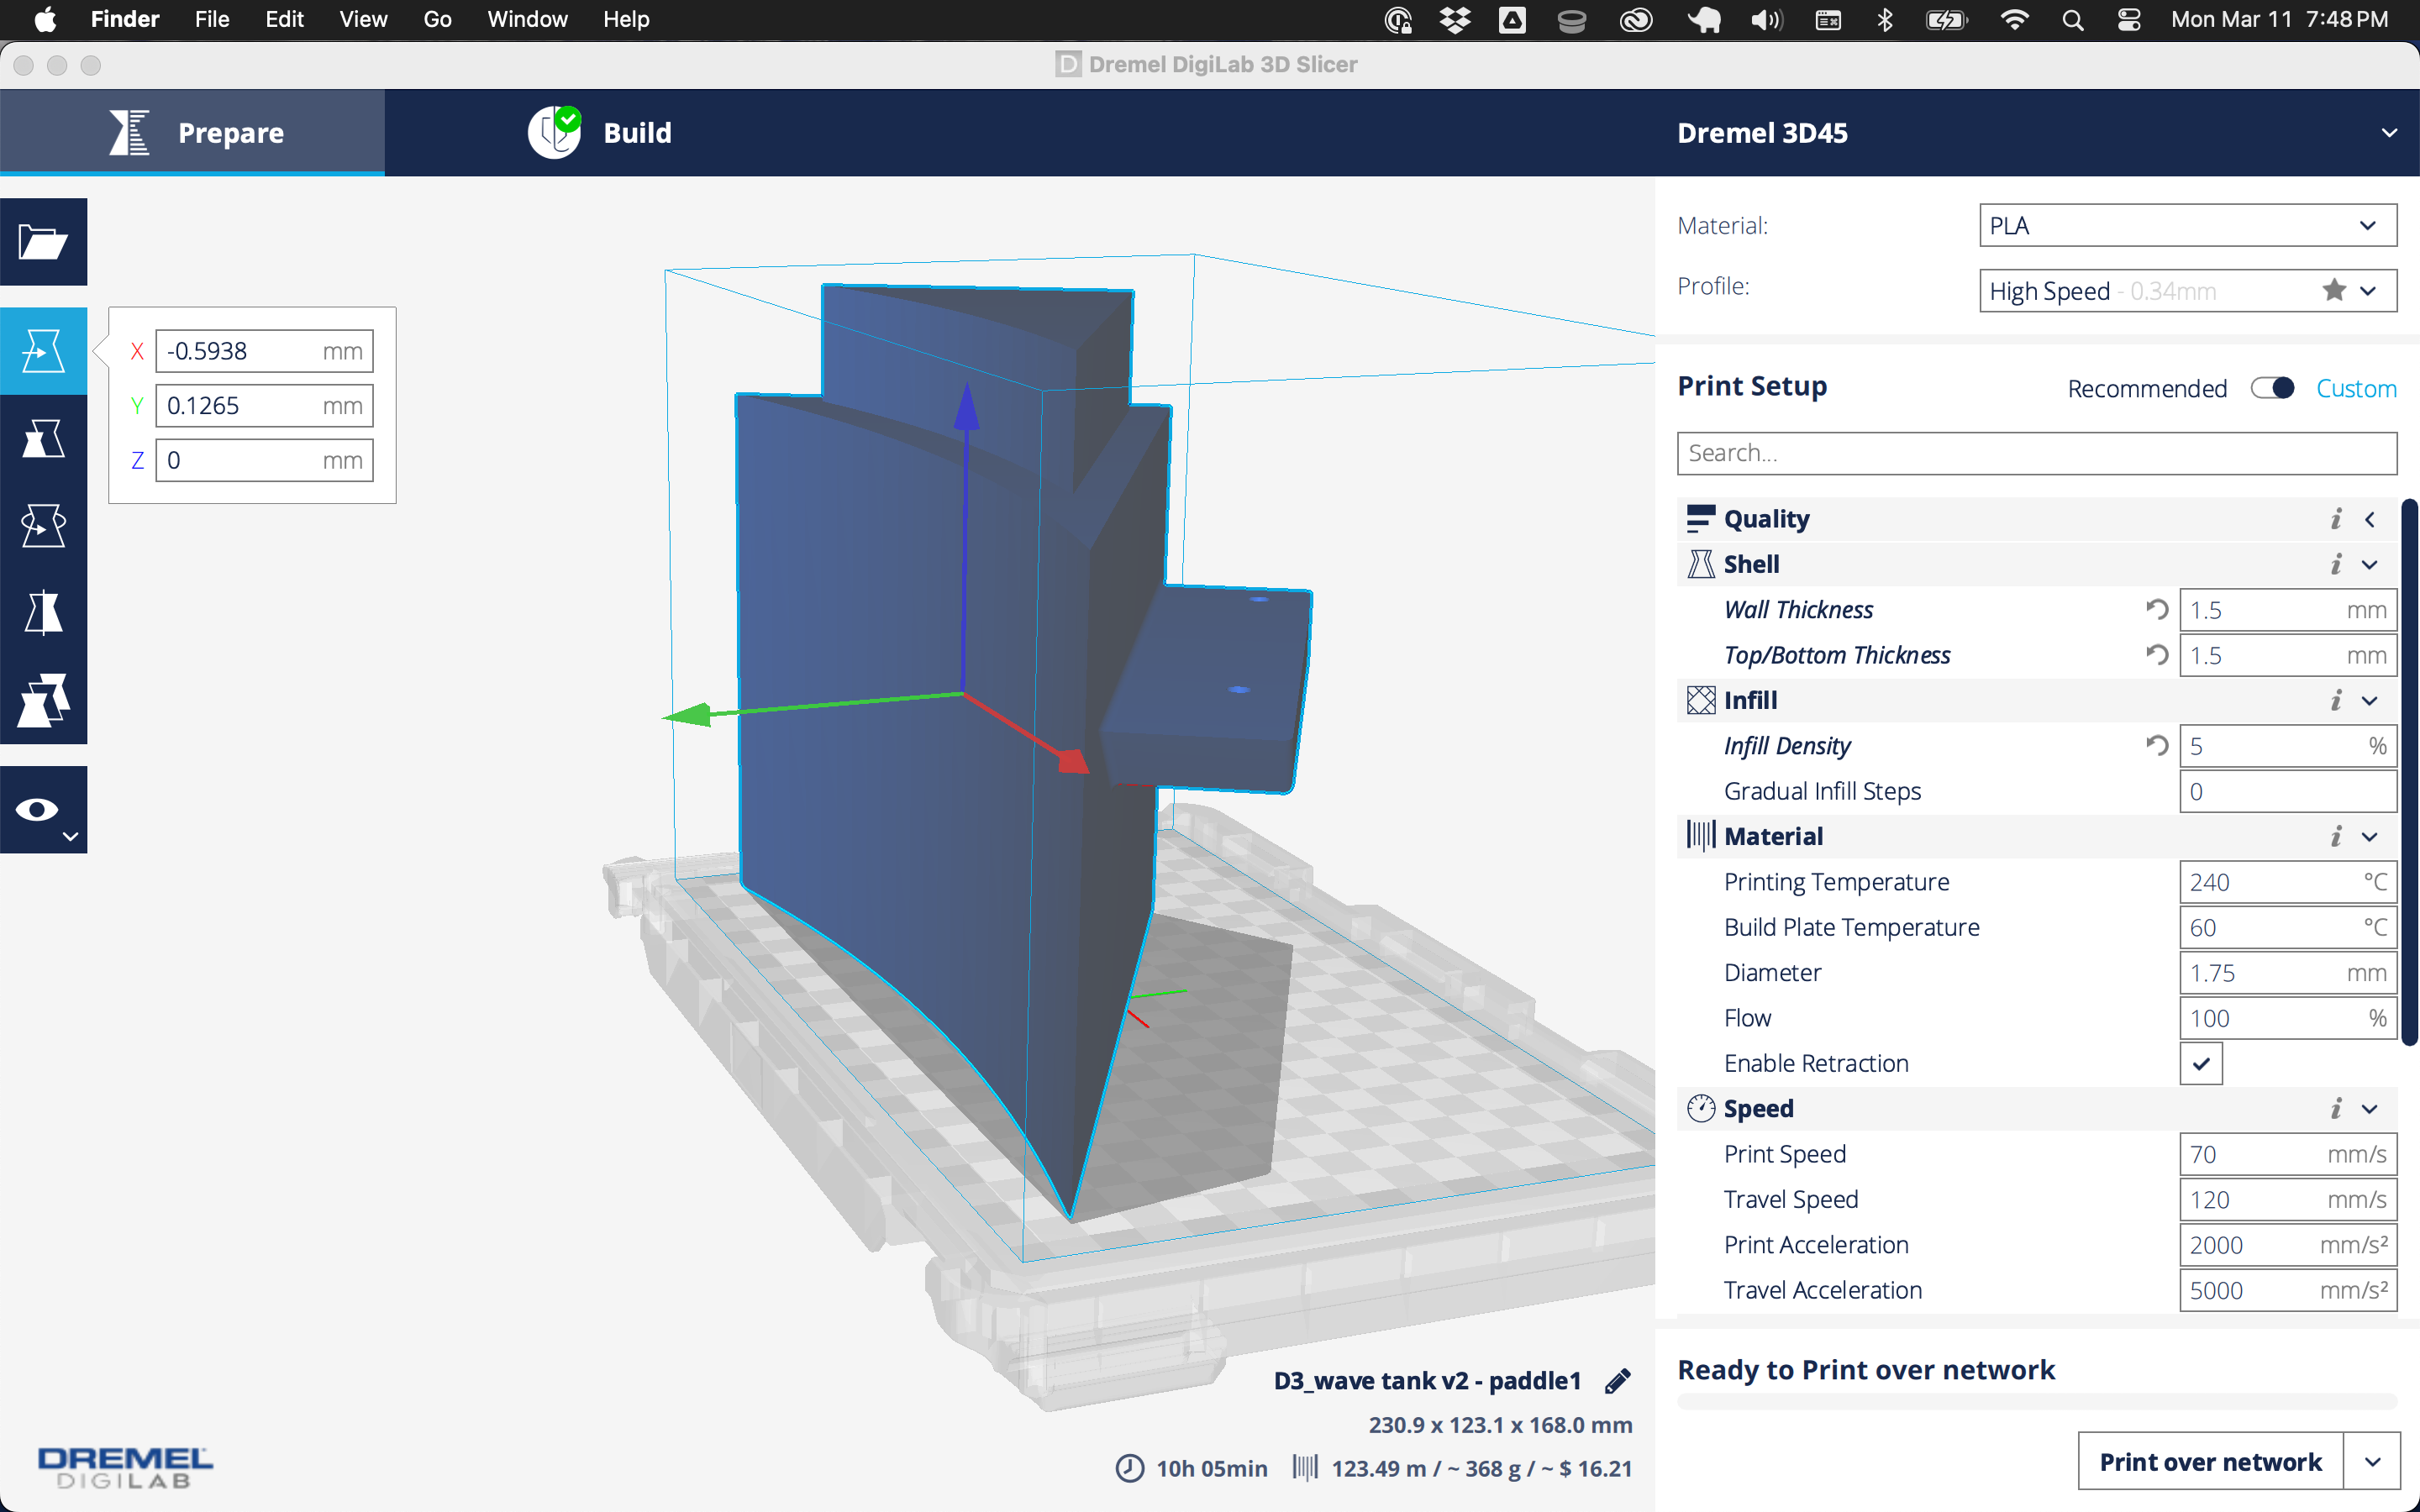 Finder File Edit View Go Window Help Mon Mar 11 7:48 PM
D Dremel DigiLab 3D Slicer
Prepare Build Dremel 3D45
Material: PLA
Profile: High Speed - 0.34mm
X -0.5938 mm
Y 0.1265 mm
Z 0 mm
Print Setup Recommended Custom
Search...
Quality i
Shell i
Wall Thickness 1.5 mm
Top/Bottom Thickness 1.5 mm
Infill i
Infill Density 5 %
Gradual Infill Steps 0
Material i
Printing Temperature 240 °C
Build Plate Temperature 60 °C
Diameter 1.75 mm
Flow 100 %
Enable Retraction
Speed i
Print Speed 70 mm/s
Travel Speed 120 mm/s
Print Acceleration 2000 mm/s²
Travel Acceleration 5000 mm/s²
D3_wave tank v2 - paddle1
230.9 x 123.1 x 168.0 mm
10h 05min 123.49 m / ~ 368 g / ~ $ 16.21
Ready to Print over network
Print over network
DREMEL
DIGILAB